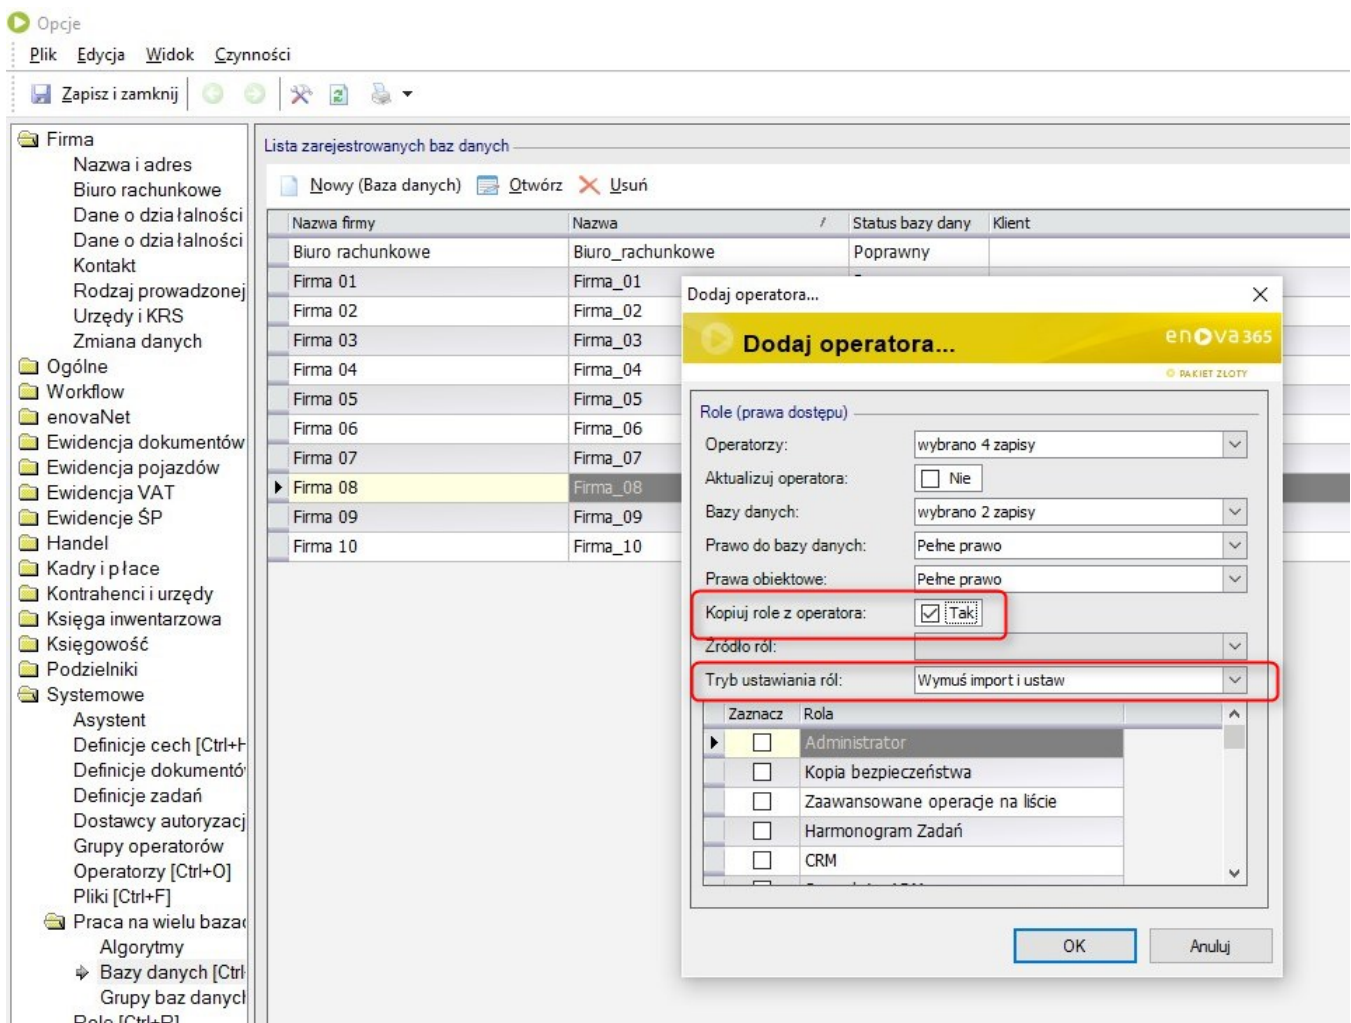 Opcje
Plik Edycja Widok Czynności
Zapisz i zamknij
Firma
Nazwa i adres
Biuro rachunkowe
Dane o działalności
Dane o działalności
Kontakt
Rodzaj prowadzonej
Urzędy i KRS
Zmiana danych
Ogólne
Workflow
enovaNet
Ewidencja dokumentów
Ewidencja pojazdów
Ewidencja VAT
Ewidencje ŚP
Handel
Kadry i płace
Kontrahenci i urzędy
Księga inwentarzowa
Księgowość
Podzielniki
Systemowe
Asystent
Definicje cech [Ctrl+H
Definicje dokumentó
Definicje zadań
Dostawcy autoryzacj
Grupy operatorów
Operatorzy [Ctrl+O]
Pliki [Ctrl+F]
Praca na wielu bazac
Algorytmy
Bazy danych [Ctrl
Grupy baz danych
Role [Ctrl+R]
Lista zarejestrowanych baz danych
Nowy (Baza danych) Otwórz Usuń
Nazwa firmy Nazwa / Status bazy dany Klient
Biuro rachunkowe Biuro_rachunkowe Poprawny
Firma 01 Firma_01
Firma 02 Firma_02
Firma 03 Firma_03
Firma 04 Firma_04
Firma 05 Firma_05
Firma 06 Firma_06
Firma 07 Firma_07
Firma 08 Firma_08
Firma 09 Firma_09
Firma 10 Firma_10
Dodaj operatora...
Dodaj operatora... enova365
PAKIET ZŁOTY
Role (prawa dostępu)
Operatorzy: wybrano 4 zapisy
Aktualizuj operatora: Nie
Bazy danych: wybrano 2 zapisy
Prawo do bazy danych: Pełne prawo
Prawa obiektowe: Pełne prawo
Kopiuj role z operatora: Tak
Źródło ról:
Tryb ustawiania ról: Wymuś import i ustaw
Zaznacz Rola
Administrator
Kopia bezpieczeństwa
Zaawansowane operacje na liście
Harmonogram Zadań
CRM
OK Anuluj